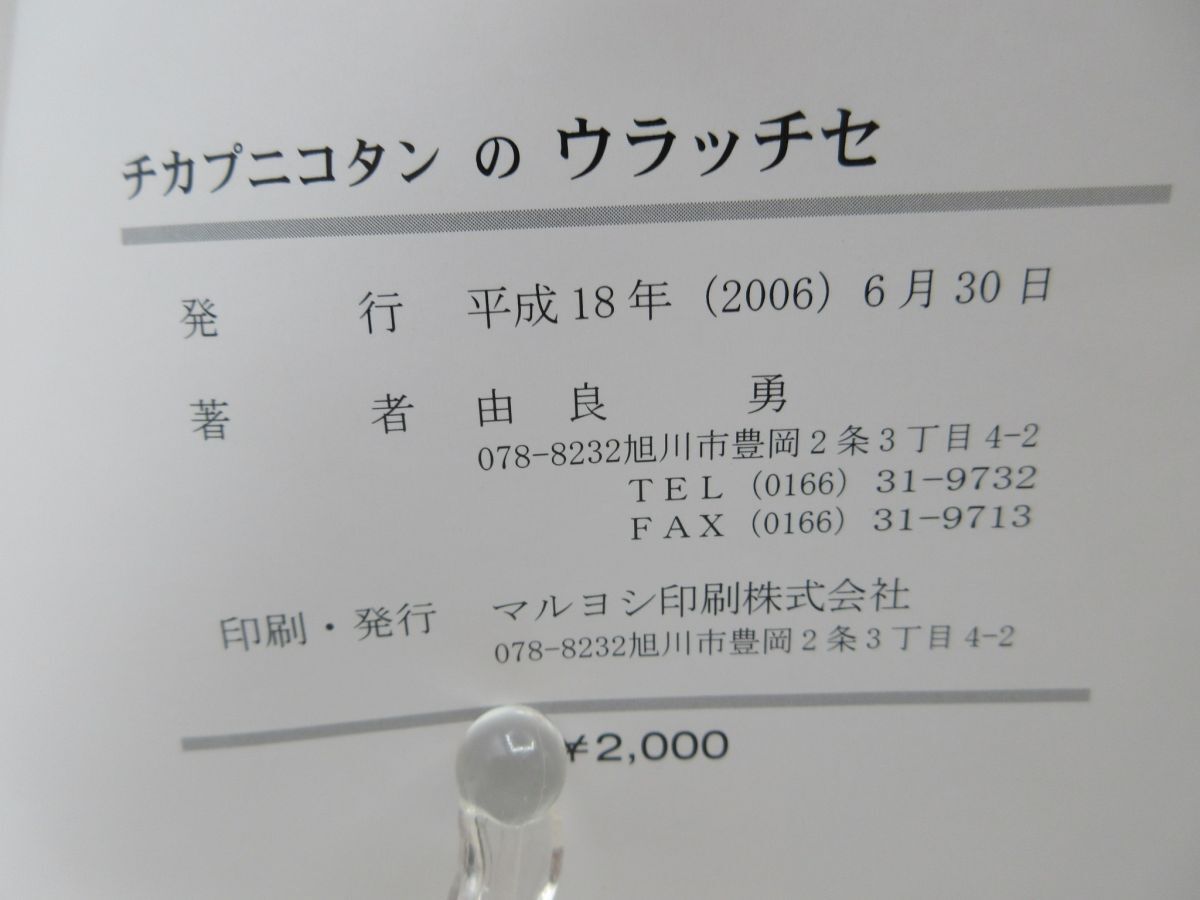 チカプニコタン の ウラッチセ
発 行 平成18年（2006）6月30日
著 者 由 良 勇
078-8232旭川市豊岡2条3丁目4-2
TEL（0166）31-9732
FAX（0166）31-9713
印刷・発行 マルヨシ印刷株式会社
078-8232旭川市豊岡2条3丁目4-2
¥2,000